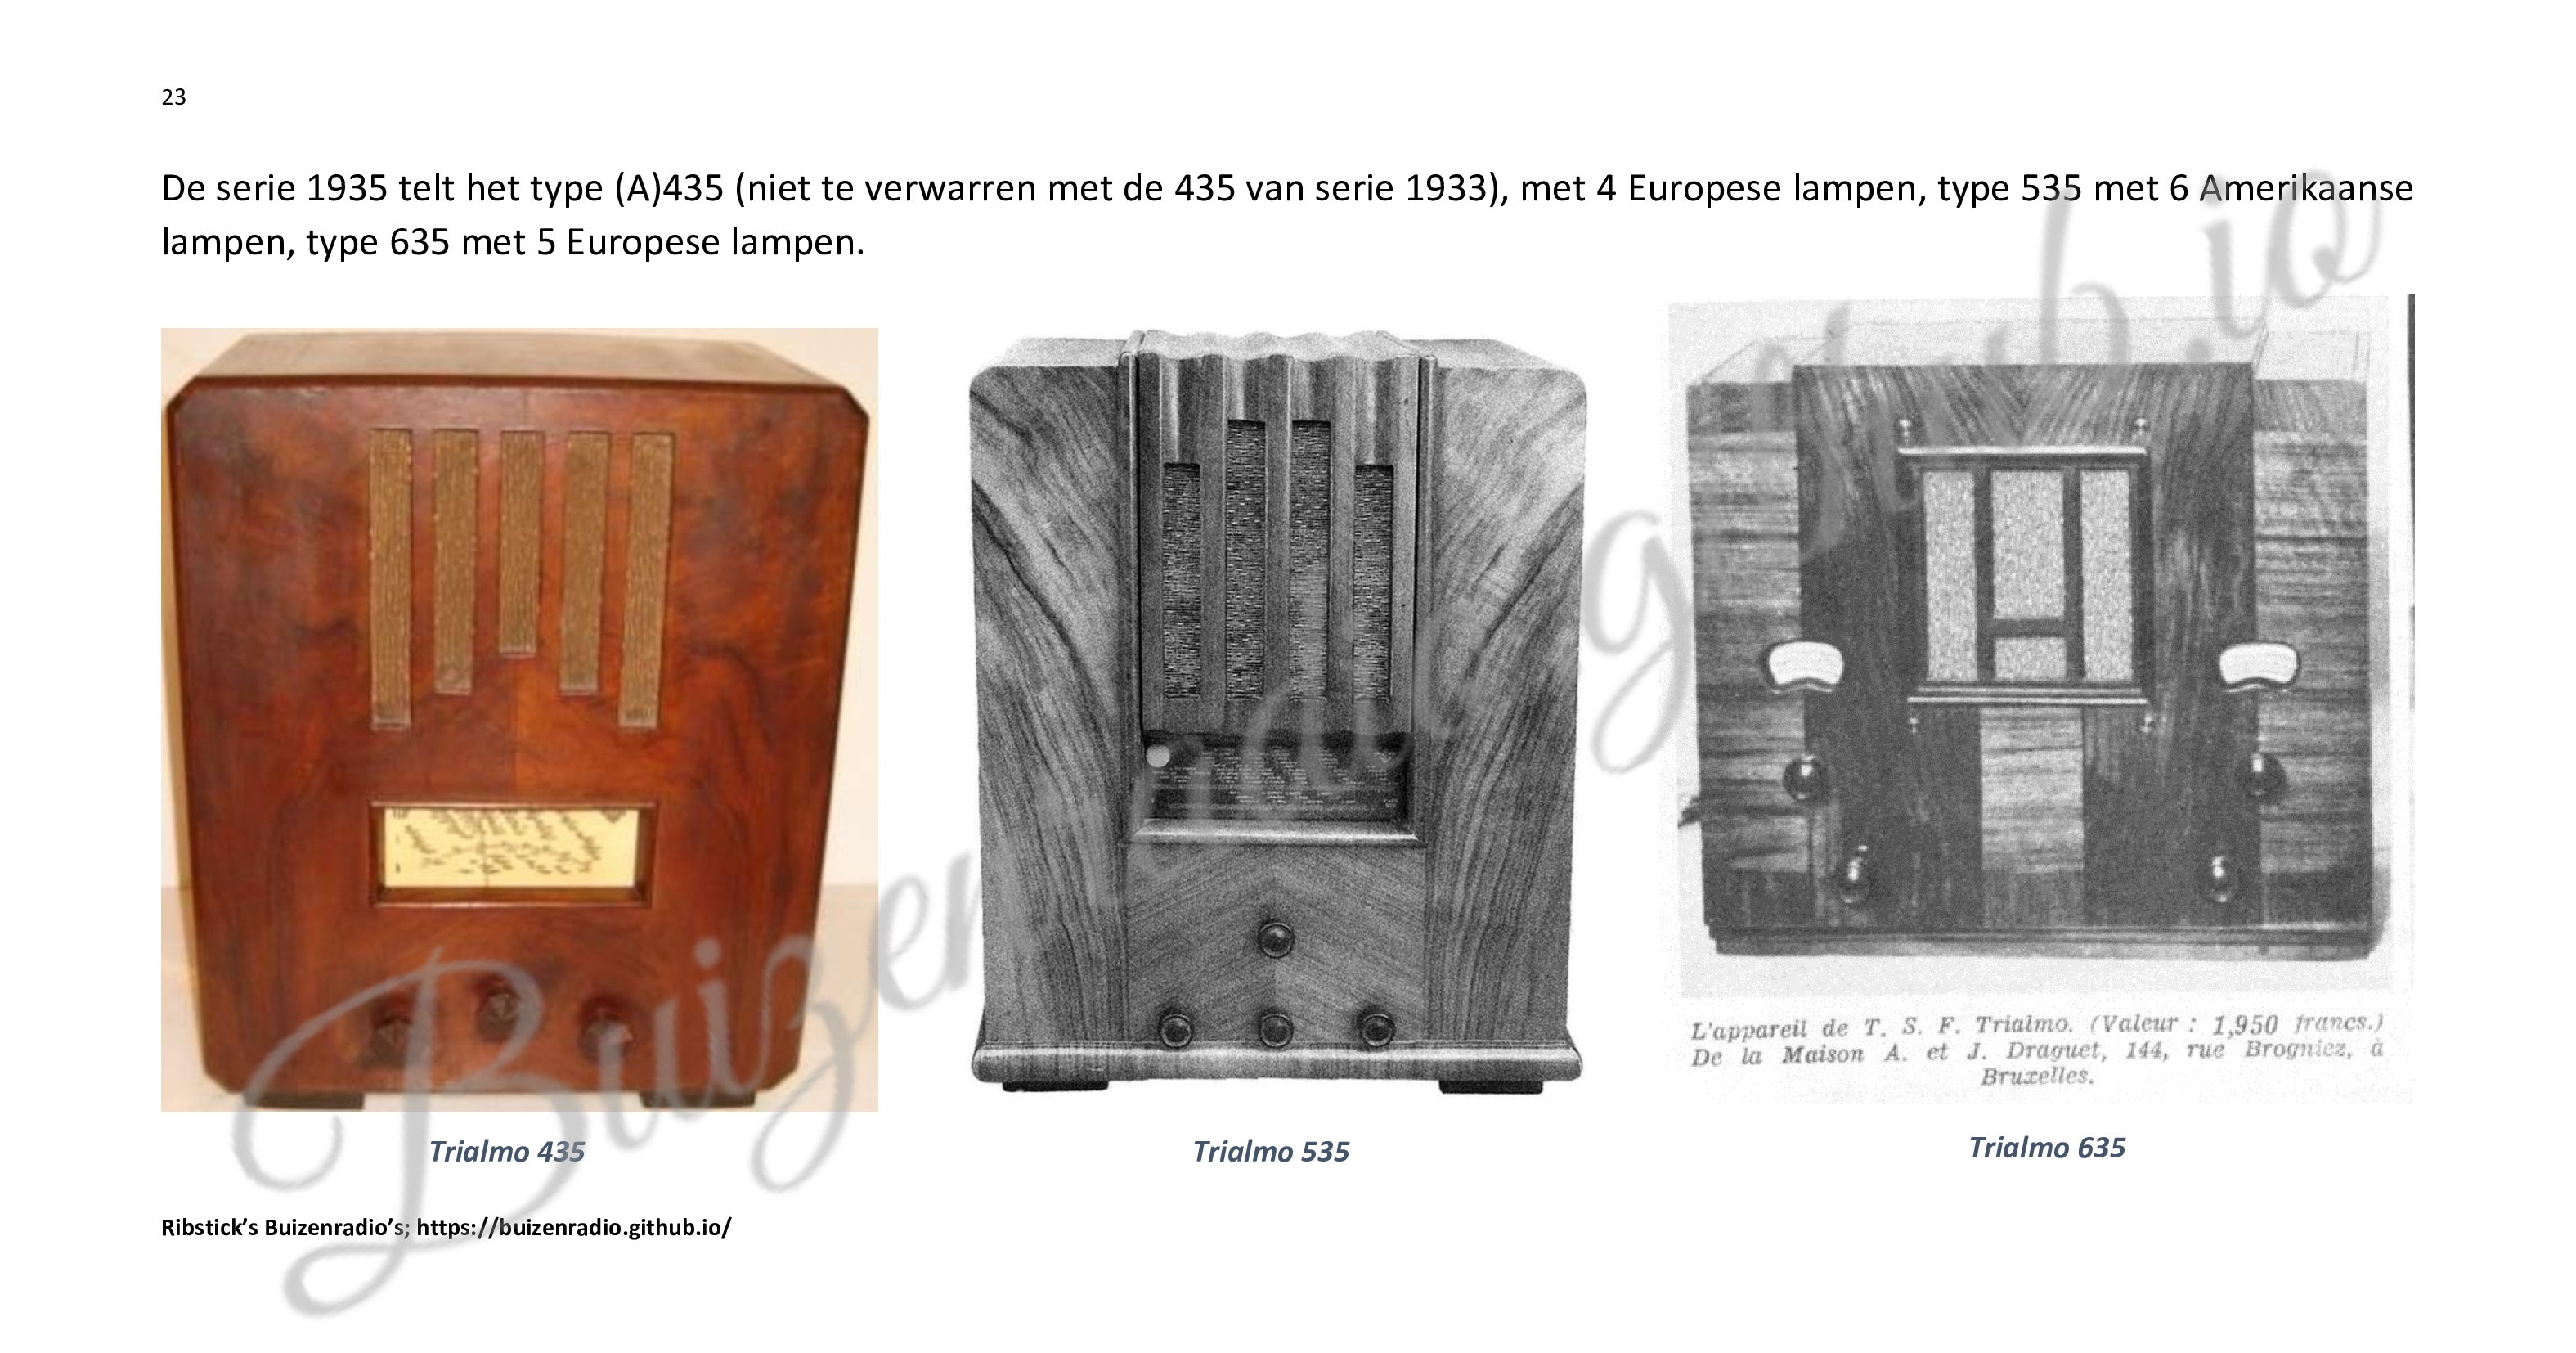 23
De serie 1935 telt het type (A)435 (niet te verwarren met de 435 van serie 1933), met 4 Europese lampen, type 535 met 6 Amerikaanse
lampen, type 635 met 5 Europese lampen.
L'appareil de T. S. F. Trialmo. (Valeur : 1,950 francs.)
De la Maison A. et J. Draguet, 144, rue Brogniez, à
Bruxelles.
Trialmo 435
Trialmo 535
Trialmo 635
Ribstick’s Buizenradio’s; https://buizenradio.github.io/
Buizenradio.github.io